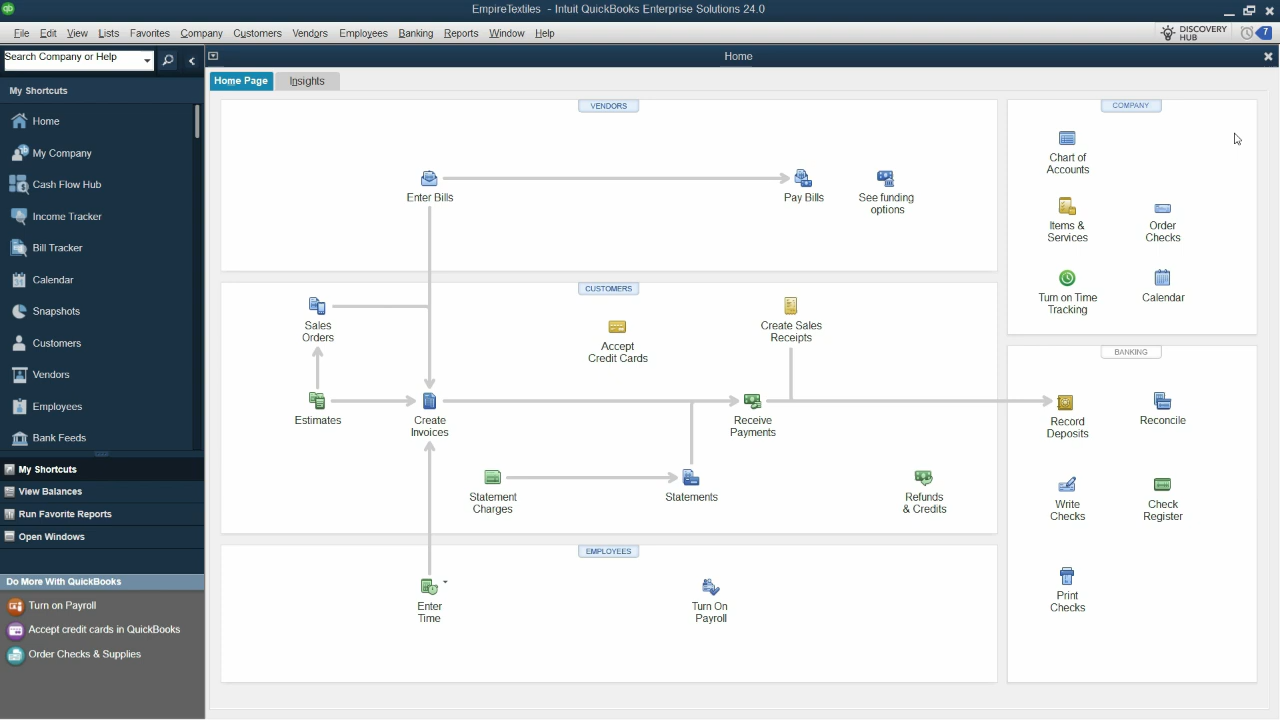 EmpireTextiles - Intuit QuickBooks Enterprise Solutions 24.0
File Edit View Lists Favorites Company Customers Vendors Employees Banking Reports Window Help
DISCOVERY HUB
7
Search Company or Help
Home
My Shortcuts
Home
My Company
Cash Flow Hub
Income Tracker
Bill Tracker
Calendar
Snapshots
Customers
Vendors
Employees
Bank Feeds
My Shortcuts
View Balances
Run Favorite Reports
Open Windows
Do More With QuickBooks
Turn on Payroll
Accept credit cards in QuickBooks
Order Checks & Supplies
Home Page
Insights
VENDORS
Enter Bills
Pay Bills
See funding
options
CUSTOMERS
Sales
Orders
Accept
Credit Cards
Create Sales
Receipts
Estimates
Create
Invoices
Receive
Payments
Statement
Charges
Statements
Refunds
& Credits
EMPLOYEES
Enter
Time
Turn On
Payroll
COMPANY
Chart of
Accounts
Items &
Services
Order
Checks
Turn on Time
Tracking
Calendar
BANKING
Record
Deposits
Reconcile
Write
Checks
Check
Register
Print
Checks